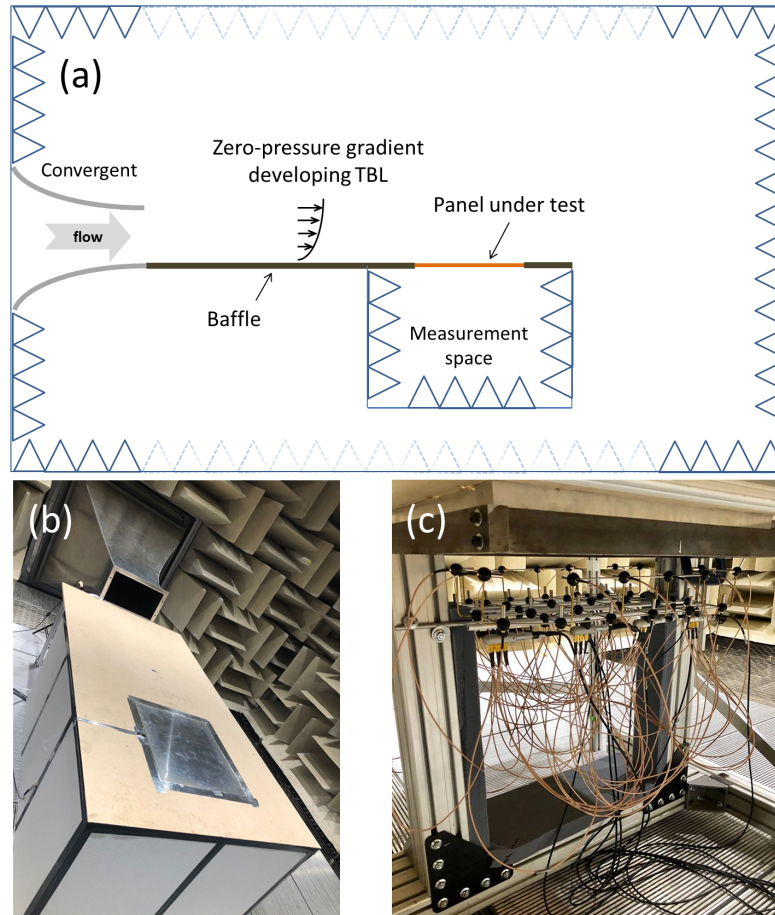 (a)
Zero-pressure gradient
developing TBL
Convergent
Panel under test
flow
Baffle
Measurement
space
(b)
(c)